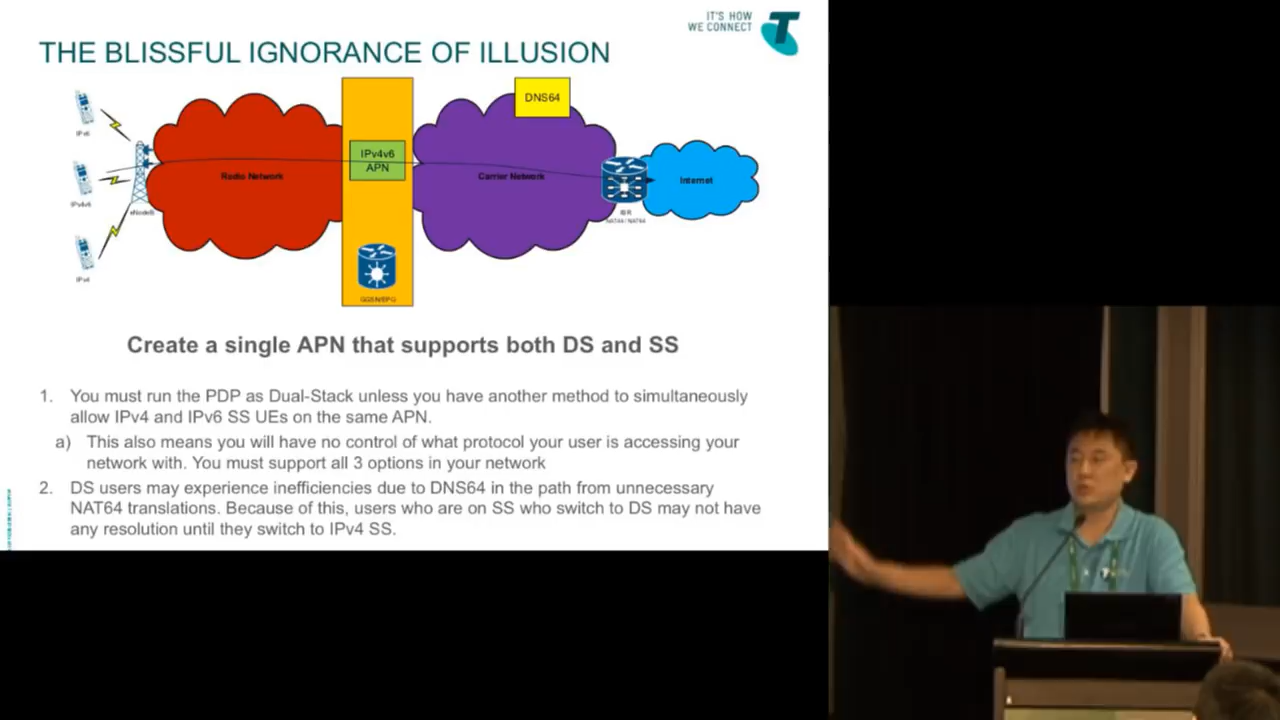 IT'S HOW
WE CONNECT
THE BLISSFUL IGNORANCE OF ILLUSION
DNS64
IPv6
IPv4v6
APN
Radio Network
Carrier Network
Internet
IPv4v6
eNodeB
IBR
NAT44 / NAT64
IPv4
GGSN/EPG
Create a single APN that supports both DS and SS
1. You must run the PDP as Dual-Stack unless you have another method to simultaneously
allow IPv4 and IPv6 SS UEs on the same APN.
a) This also means you will have no control of what protocol your user is accessing your
network with. You must support all 3 options in your network
2. DS users may experience inefficiencies due to DNS64 in the path from unnecessary
NAT64 translations. Because of this, users who are on SS who switch to DS may not have
any resolution until they switch to IPv4 SS.